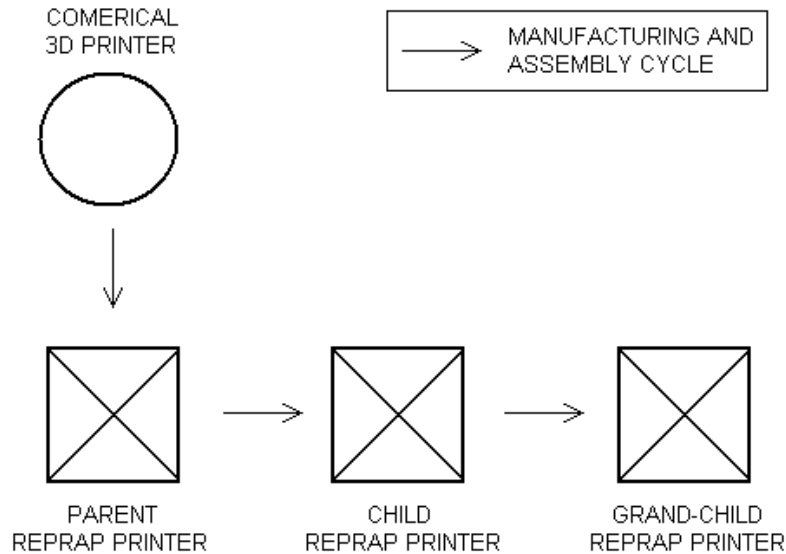 COMERICAL
3D PRINTER
MANUFACTURING AND
ASSEMBLY CYCLE
PARENT
REPRAP PRINTER
CHILD
REPRAP PRINTER
GRAND-CHILD
REPRAP PRINTER